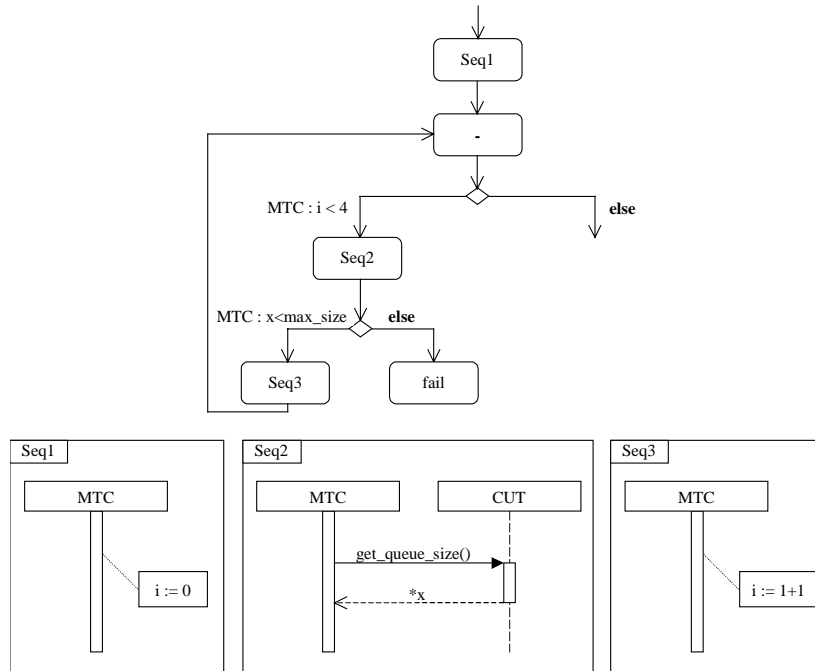 Seq1
-
MTC : i < 4
else
Seq2
MTC : x<max_size
else
Seq3
fail
Seq1
MTC
i := 0
Seq2
MTC
CUT
get_queue_size()
*x
Seq3
MTC
i := 1+1